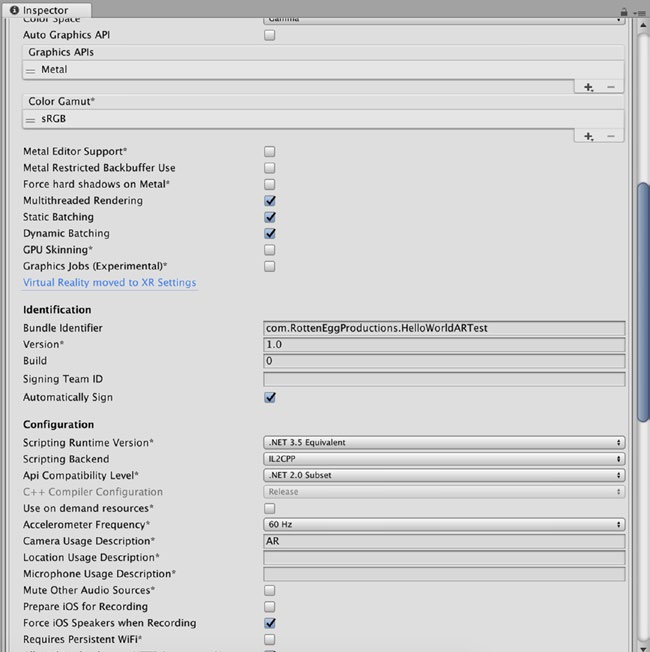 Inspector
Color Space Gamma
Auto Graphics API
Graphics APIs
Metal
Color Gamut*
sRGB
Metal Editor Support*
Metal Restricted Backbuffer Use
Force hard shadows on Metal*
Multithreaded Rendering
Static Batching
Dynamic Batching
GPU Skinning*
Graphics Jobs (Experimental)*
Virtual Reality moved to XR Settings
Identification
Bundle Identifier com.RottenEggProductions.HelloWorldARTest
Version* 1.0
Build 0
Signing Team ID
Automatically Sign
Configuration
Scripting Runtime Version* .NET 3.5 Equivalent
Scripting Backend IL2CPP
Api Compatibility Level* .NET 2.0 Subset
C++ Compiler Configuration Release
Use on demand resources*
Accelerometer Frequency* 60 Hz
Camera Usage Description* AR
Location Usage Description*
Microphone Usage Description*
Mute Other Audio Sources*
Prepare iOS for Recording
Force iOS Speakers when Recording
Requires Persistent WiFi*